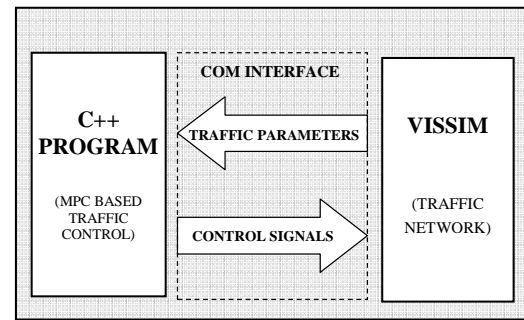 C++
PROGRAM
(MPC BASED
TRAFFIC
CONTROL)
COM INTERFACE
TRAFFIC PARAMETERS
CONTROL SIGNALS
VISSIM
(TRAFFIC
NETWORK)